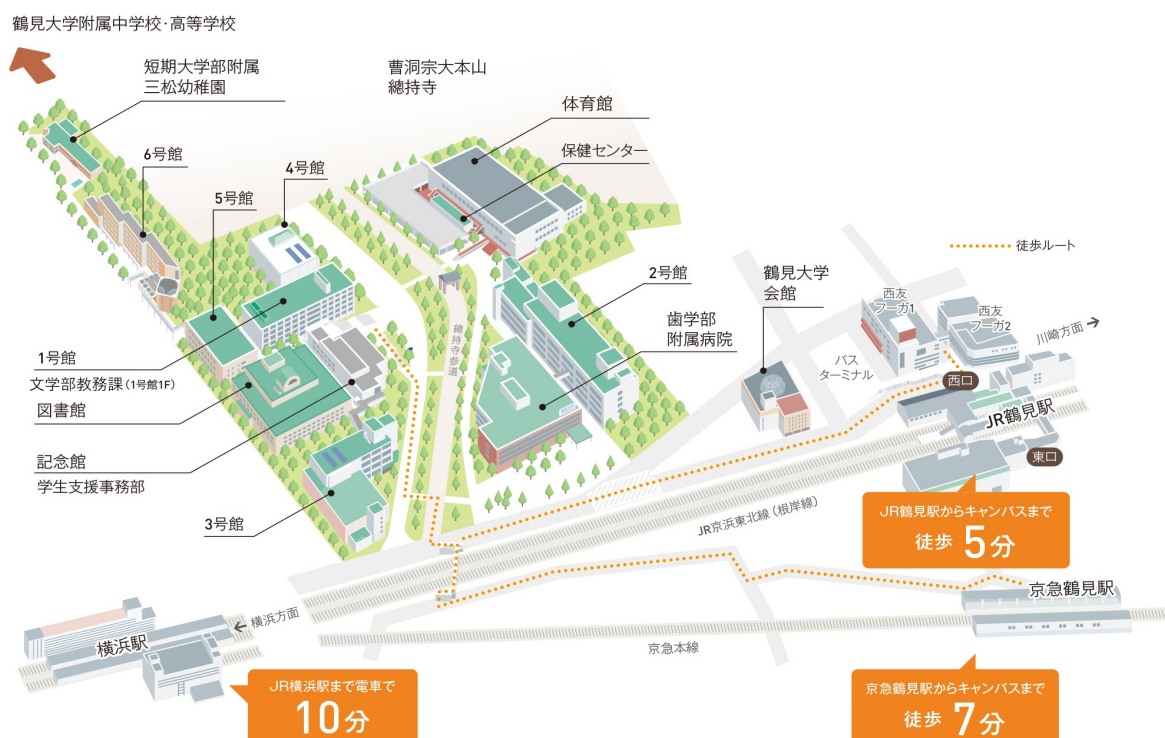 鶴見大学附属中学校・高等学校
短期大学部附属
三松幼稚園
曹洞宗大本山
總持寺
体育館
保健センター
6号館
4号館
5号館
徒歩ルート
2号館
鶴見大学
会館
西友
フーガ1
西友
フーガ2
川崎方面
歯学部
附属病院
總持寺参道
1号館
文学部教務課(1号館1F)
バス
ターミナル
西口
JR鶴見駅
図書館
東口
記念館
学生支援事務部
3号館
JR京浜東北線(根岸線)
JR鶴見駅からキャンパスまで
徒歩 5分
京急鶴見駅
横浜方面
横浜駅
京急本線
JR横浜駅まで電車で
10分
京急鶴見駅からキャンパスまで
徒歩 7分